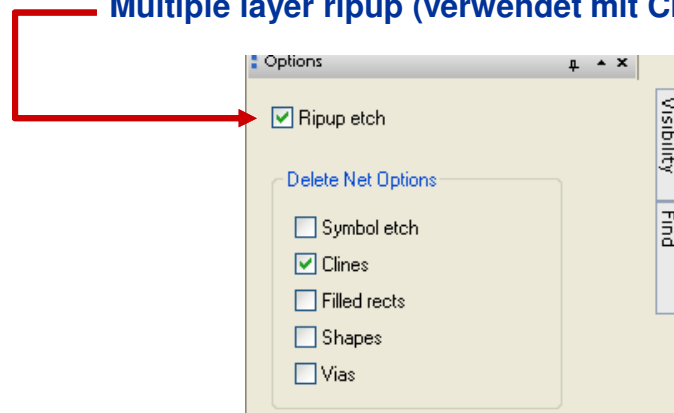 Multiple layer ripup (verwendet mit
Options
Ripup etch
Delete Net Options
Symbol etch
Clines
Filled rects
Shapes
Vias
Visibility
Find